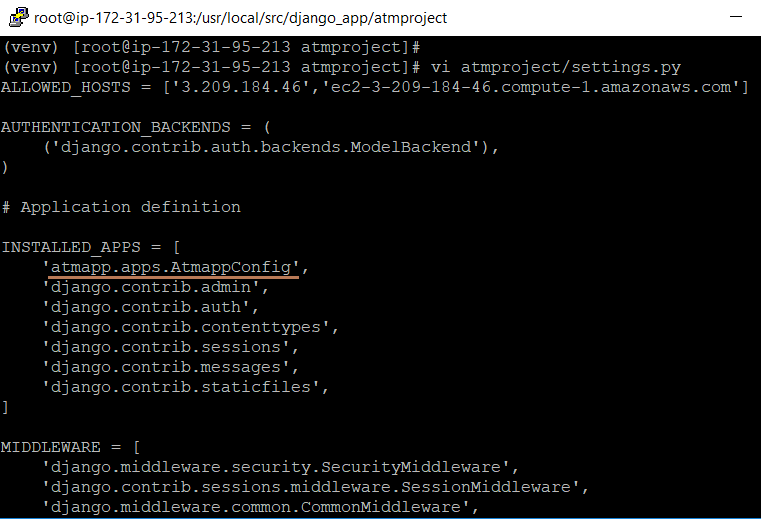 root@ip-172-31-95-213:/usr/local/src/django_app/atmproject
(venv) [root@ip-172-31-95-213 atmproject]#
(venv) [root@ip-172-31-95-213 atmproject]# vi atmproject/settings.py
ALLOWED_HOSTS = ['3.209.184.46','ec2-3-209-184-46.compute-1.amazonaws.com']
AUTHENTICATION_BACKENDS = (
    ('django.contrib.auth.backends.ModelBackend'),
)
# Application definition
INSTALLED_APPS = [
    'atmapp.apps.AtmappConfig',
    'django.contrib.admin',
    'django.contrib.auth',
    'django.contrib.contenttypes',
    'django.contrib.sessions',
    'django.contrib.messages',
    'django.contrib.staticfiles',
]
MIDDLEWARE = [
    'django.middleware.security.SecurityMiddleware',
    'django.contrib.sessions.middleware.SessionMiddleware',
    'django.middleware.common.CommonMiddleware',